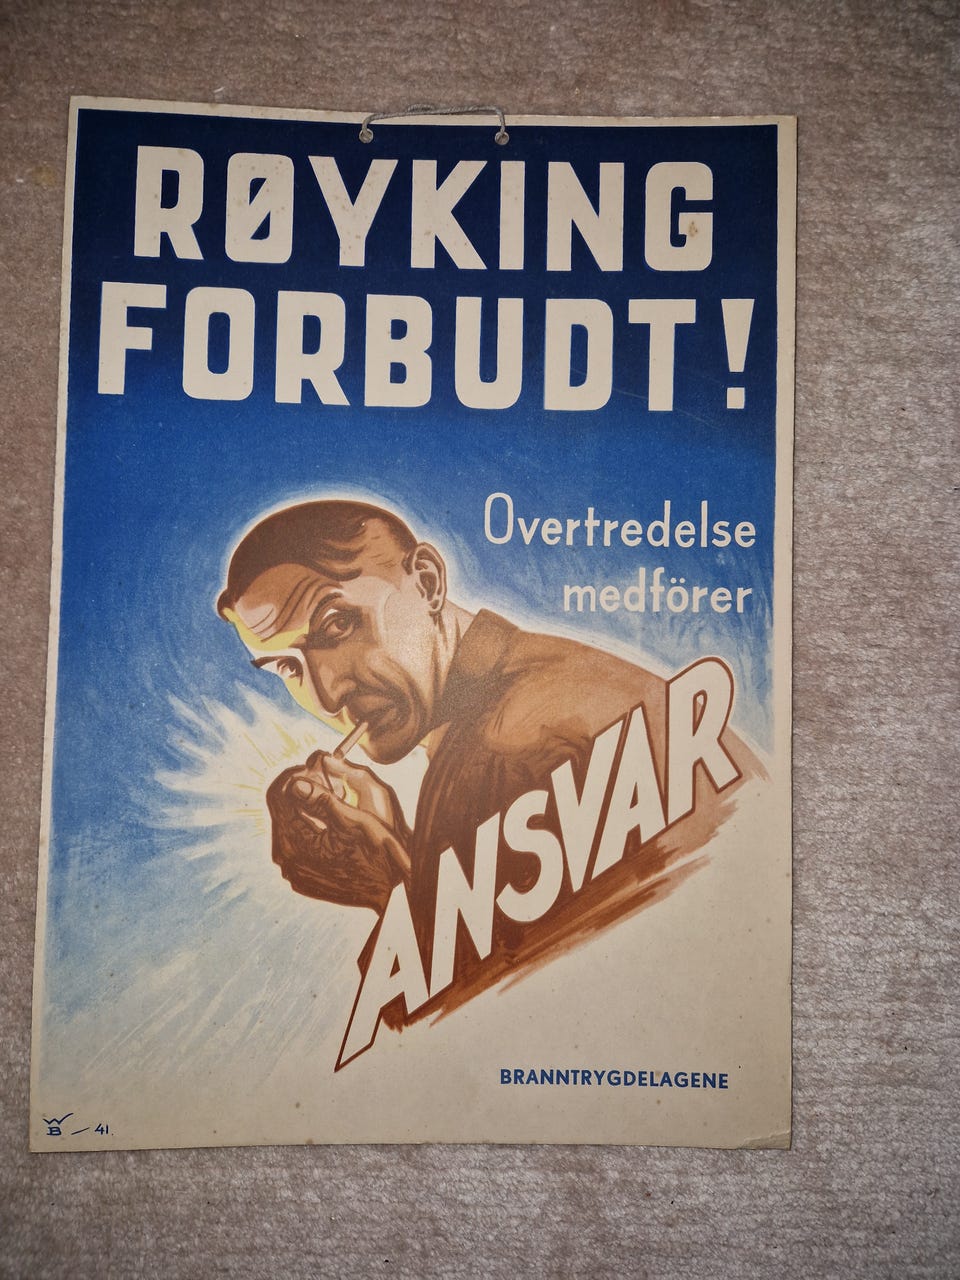 RØYKING
FORBUDT!
Overtredelse
medförer
ANSVAR
BRANNTRYGDELAGENE
WB – 41.